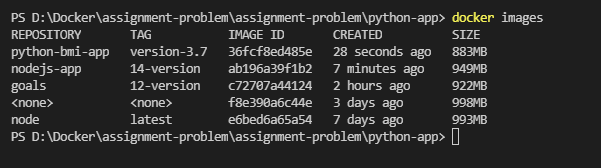 PS D:\Docker\assignment-problem\assignment-problem\python-app> docker images
REPOSITORY TAG IMAGE ID CREATED SIZE
python-bmi-app version-3.7 36fcf8ed485e 28 seconds ago 883MB
nodejs-app 14-version ab196a39f1b2 7 minutes ago 949MB
goals 12-version c72707a44124 2 hours ago 922MB
<none> <none> f8e390a6c44e 3 days ago 998MB
node latest e6bed6a65a54 7 days ago 993MB
PS D:\Docker\assignment-problem\assignment-problem\python-app>